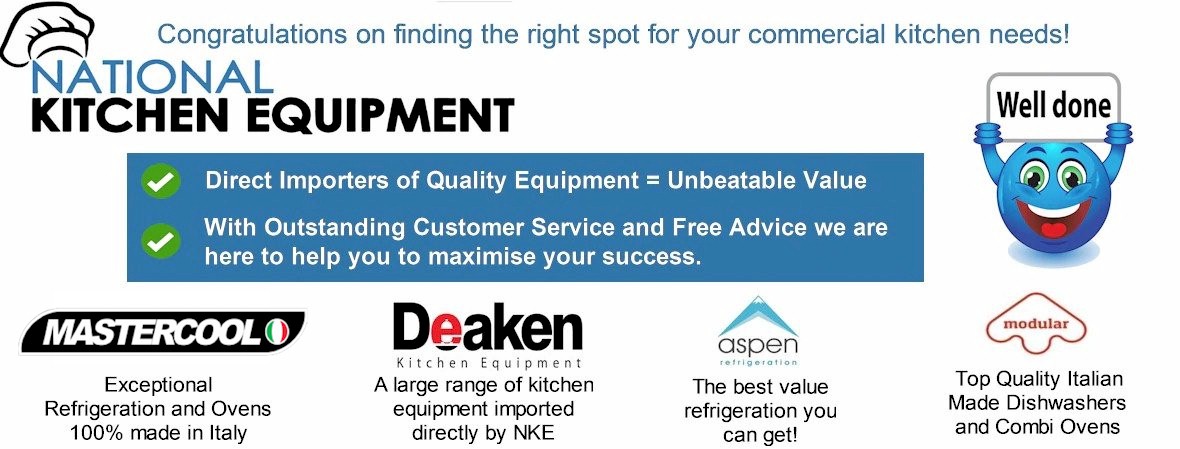 Congratulations on finding the right spot for your commercial kitchen needs!
NATIONAL
KITCHEN EQUIPMENT
Well done
Direct Importers of Quality Equipment = Unbeatable Value
With Outstanding Customer Service and Free Advice we are
here to help you to maximise your success.
MASTERCOOL
Exceptional
Refrigeration and Ovens
100% made in Italy
Deaken
Kitchen Equipment
A large range of kitchen
equipment imported
directly by NKE
aspen
refrigeration
The best value
refrigeration you
can get!
modular
Top Quality Italian
Made Dishwashers
and Combi Ovens